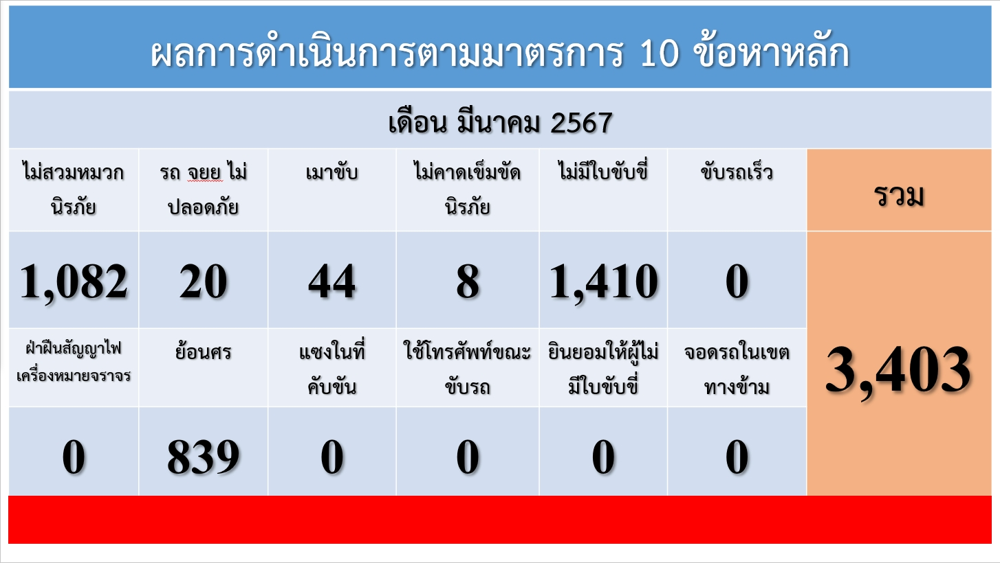 ผลการดำเนินการตามมาตรการ 10 ข้อหาหลัก
เดือน มีนาคม 2567
ไม่สวมหมวก
นิรภัย
รถ จยย ไม่
ปลอดภัย
เมาขับ
ไม่คาดเข็มขัด
นิรภัย
ไม่มีใบขับขี่
ขับรถเร็ว
รวม
1,082
20
44
8
1,410
0
3,403
ฝ่าฝืนสัญญาไฟ
เครื่องหมายจราจร
ย้อนศร
แซงในที่
คับขัน
ใช้โทรศัพท์ขณะ
ขับรถ
ยินยอมให้ผู้ไม่
มีใบขับขี่
จอดรถในเขต
ทางข้าม
0
839
0
0
0
0